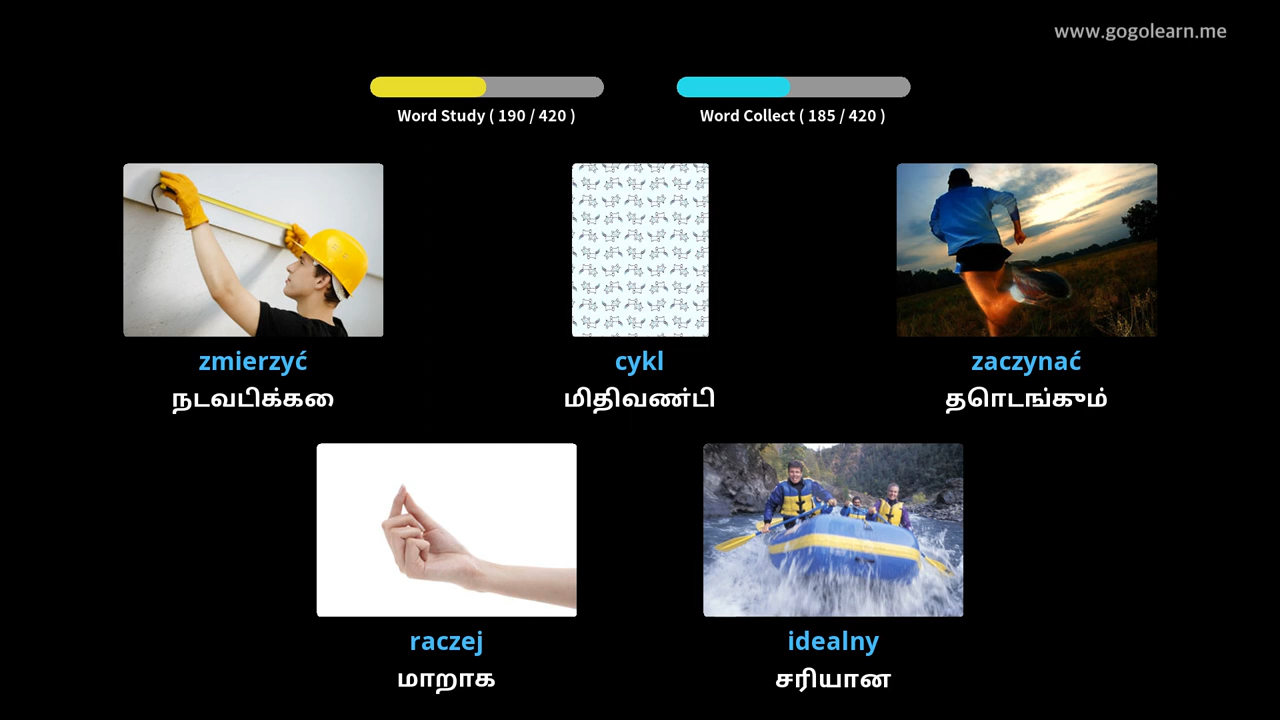 www.gogolearn.me
Word Study ( 190 / 420 )
Word Collect ( 185 / 420 )
zmierzyć
நடவடிக்கை
cykl
மிதிவண்டி
zaczynać
தொடங்கும்
raczej
மாறாக
idealny
சரியான